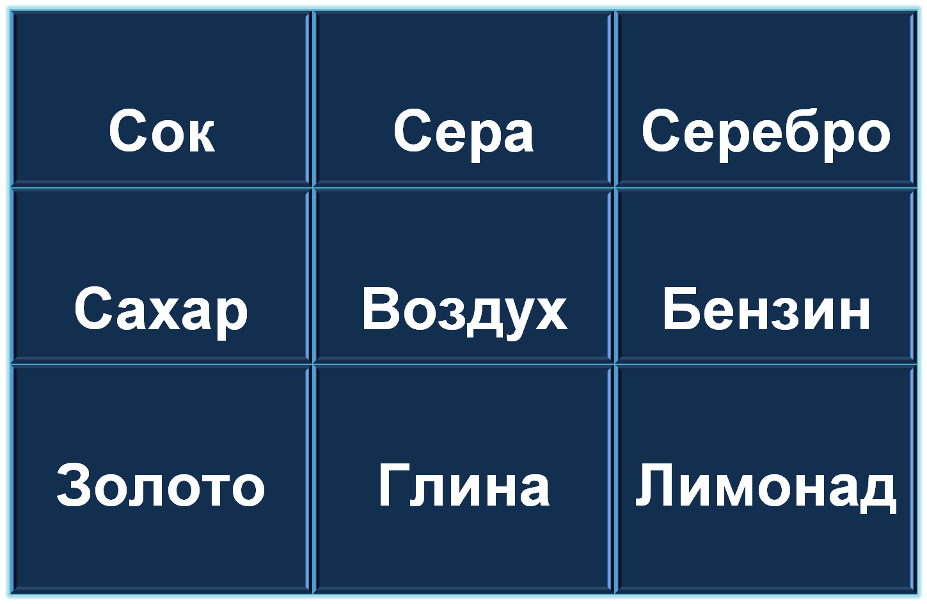 Сок Сера Серебро
Сахар Воздух Бензин
Золото Глина Лимонад